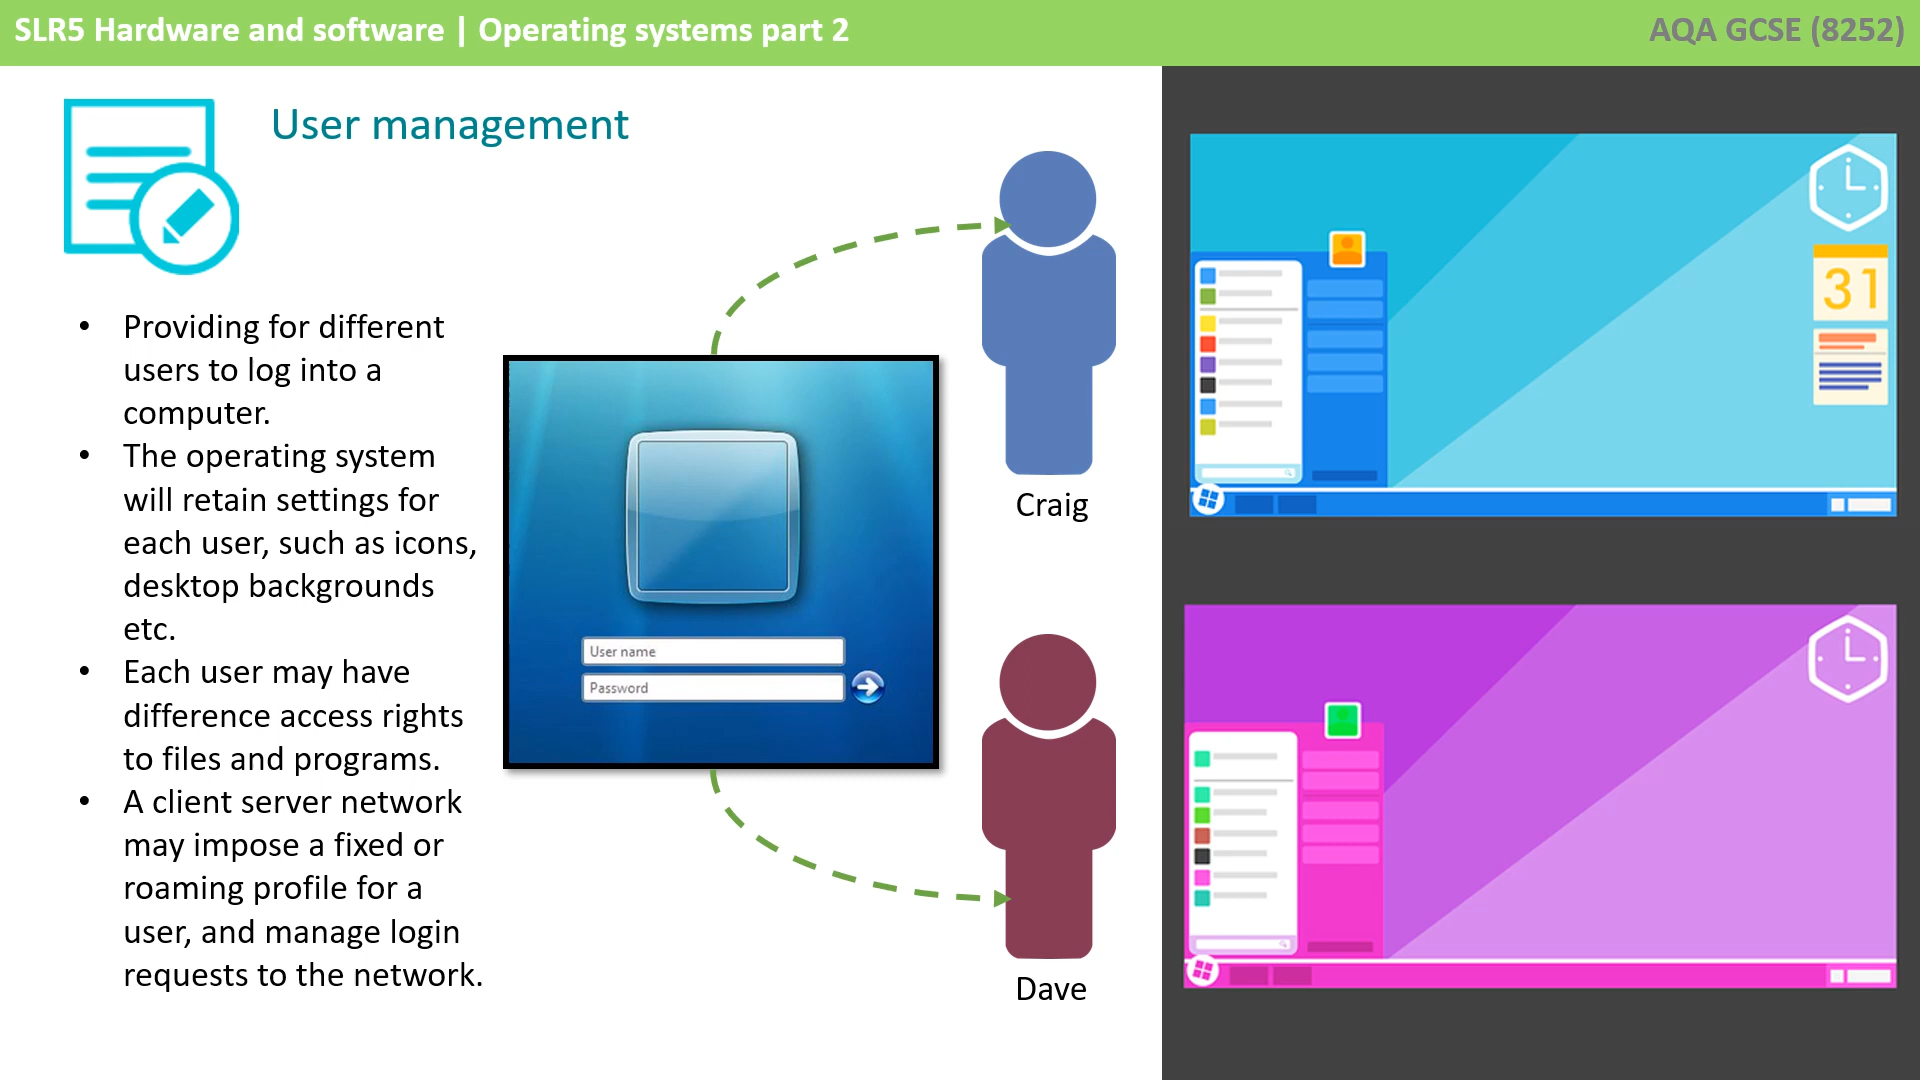 SLR5 Hardware and software | Operating systems part 2
AQA GCSE (8252)
User management
• Providing for different
users to log into a
computer.
• The operating system
will retain settings for
each user, such as icons,
desktop backgrounds
etc.
• Each user may have
difference access rights
to files and programs.
• A client server network
may impose a fixed or
roaming profile for a
user, and manage login
requests to the network.
User name
Password
Craig
Dave
31